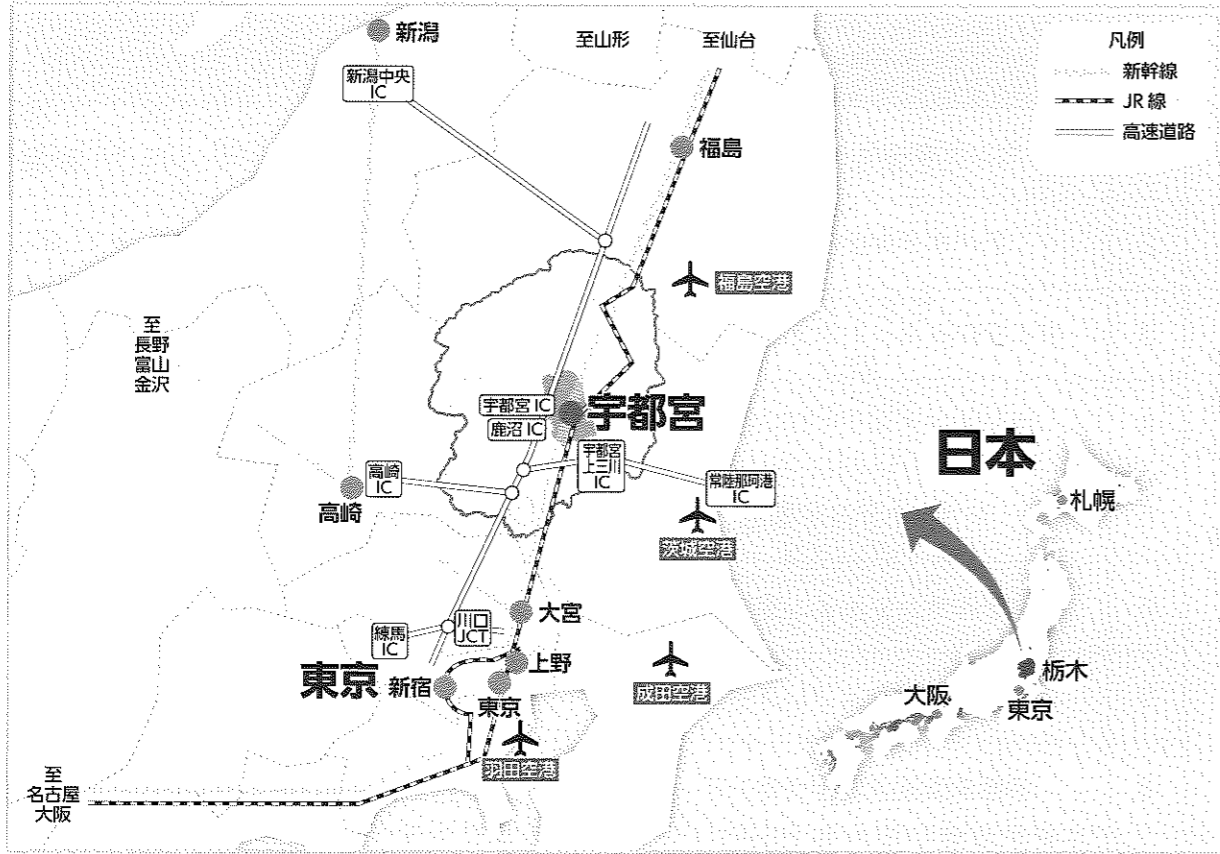 新潟
至山形
至仙台
凡例
新幹線
JR線
高速道路
新潟中央
IC
福島
福島空港
至
長野
富山
金沢
宇都宮 IC
鹿沼 IC
宇都宮
宇都宮
上三川
IC
高崎
IC
高崎
常陸那珂港
IC
茨城空港
日本
札幌
栃木
東京
大阪
大宮
川口
JCT
練馬
IC
上野
東京
新宿
東京
成田空港
羽田空港
至
名古屋
大阪